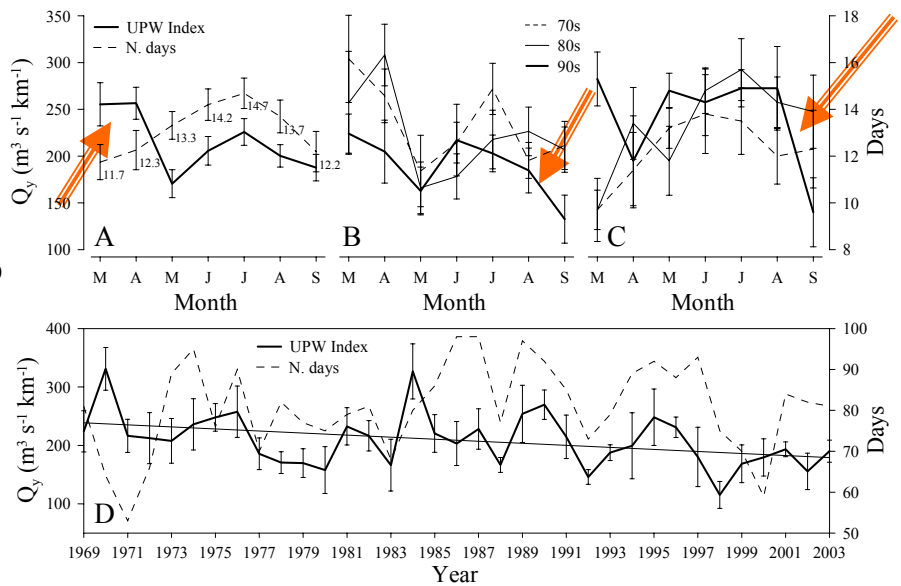 350
300
250
200
150
100
Qy (m³ s⁻¹ km⁻¹)
UPW Index
N. days
11.7
12.3
13.3
14.2
14.7
13.7
12.2
A
M A M J J A S
Month
B
M A M J J A S
Month
70s
80s
90s
C
M A M J J A S
Month
18
16
14
12
10
8
Days
400
300
200
100
Qy (m³ s⁻¹ km⁻¹)
UPW Index
N. days
D
100
90
80
70
60
50
Days
1969 1971 1973 1975 1977 1979 1981 1983 1985 1987 1989 1991 1993 1995 1997 1999 2001 2003
Year